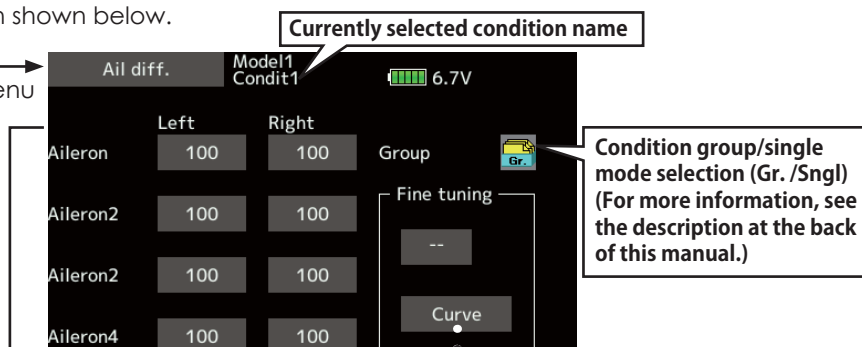 n shown below.
Currently selected condition name
enu
Ail diff.
Model1
Condit1
6.7V
Left Right
Aileron 100 100 Group Gr.
Aileron2 100 100 Fine tuning
--
Aileron2 100 100
Curve
Aileron4 100 100
Condition group/single
mode selection (Gr. /Sngl)
(For more information, see
the description at the back
of this manual.)